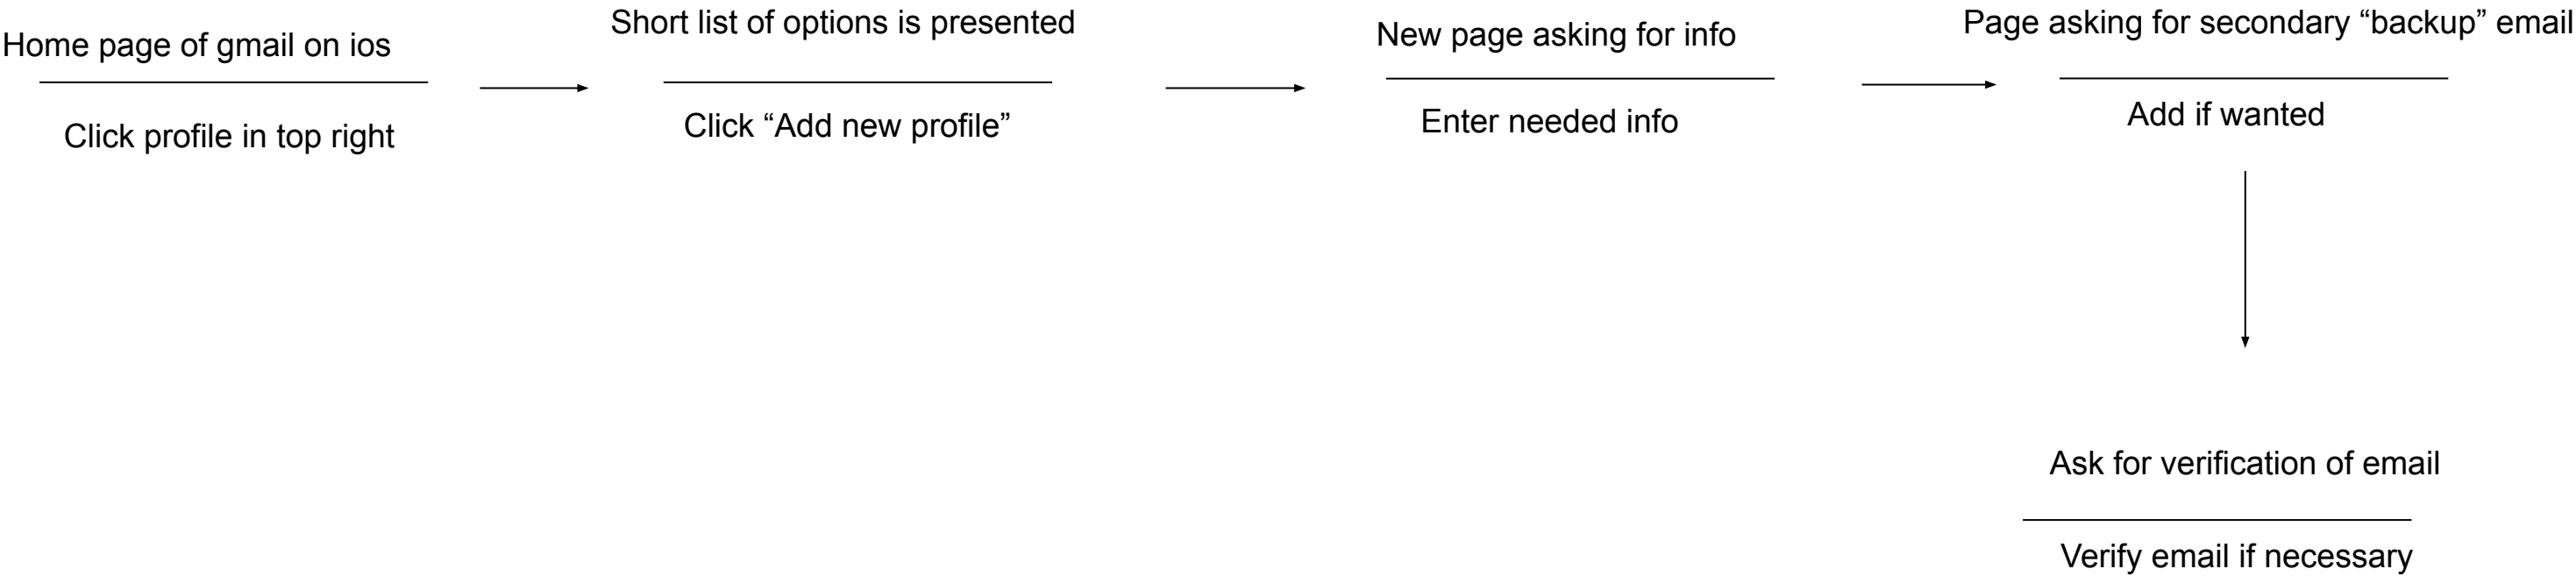 Home page of gmail on ios
Click profile in top right
Short list of options is presented
Click “Add new profile”
New page asking for info
Enter needed info
Page asking for secondary “backup” email
Add if wanted
Ask for verification of email
Verify email if necessary